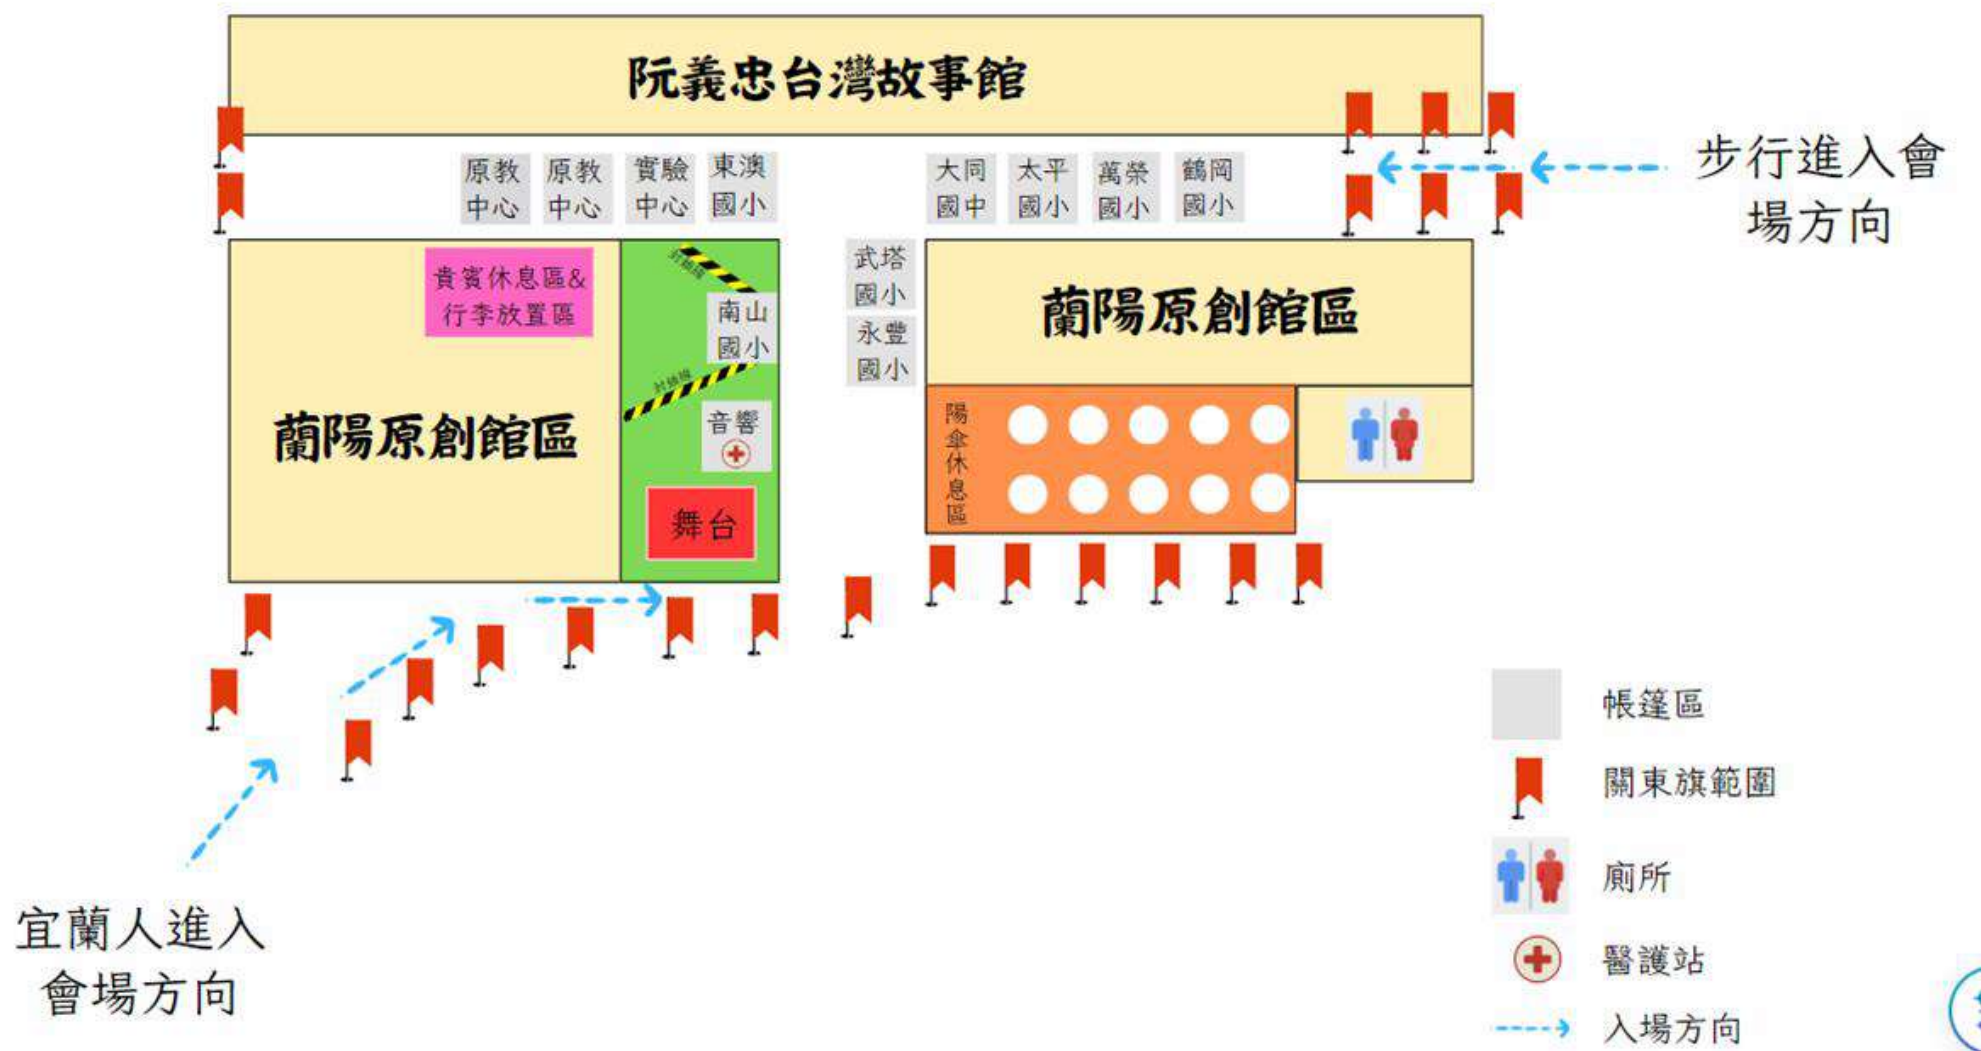 阮義忠台灣故事館
步行進入會
場方向
原教
中心
原教
中心
實驗
中心
東澳
國小
大同
國中
太平
國小
萬榮
國小
鶴岡
國小
貴賓休息區&
行李放置區
封鎖線
南山
國小
封鎖線
音響
舞台
蘭陽原創館區
武塔
國小
永豐
國小
蘭陽原創館區
陽傘休息區
宜蘭人進入
會場方向
帳篷區
關東旗範圍
廁所
醫護站
入場方向